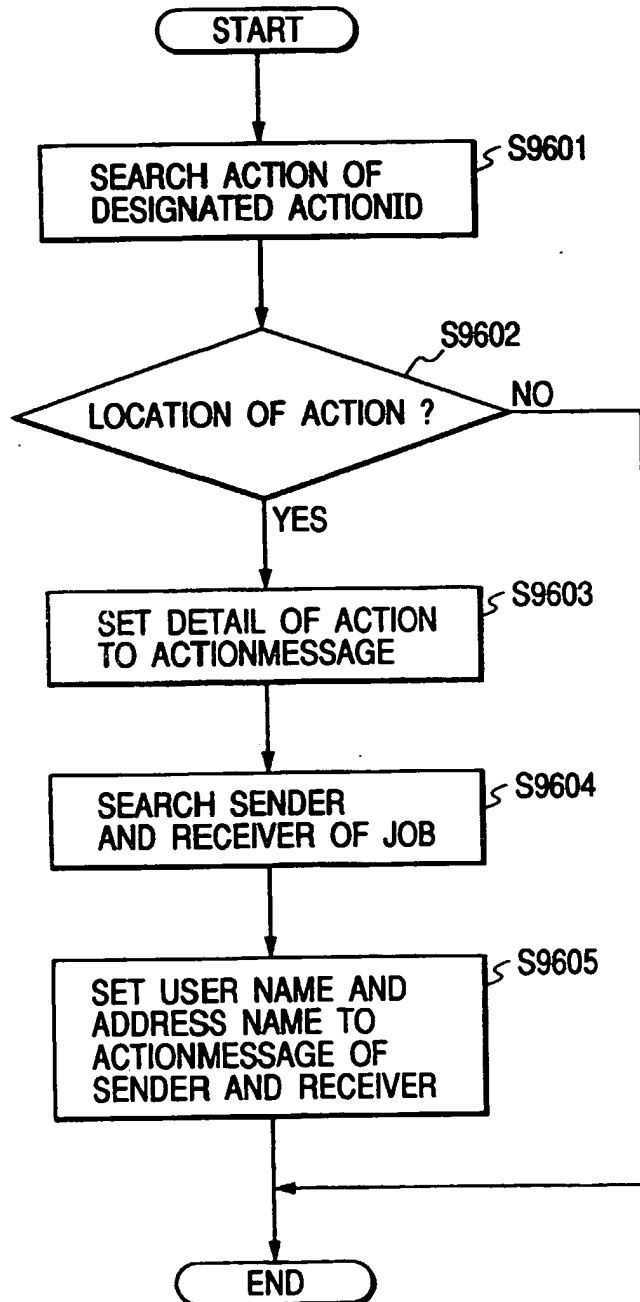 START
S9601
SEARCH ACTION OF
DESIGNATED ACTIONID
S9602
LOCATION OF ACTION ?
NO
YES
S9603
SET DETAIL OF ACTION
TO ACTIONMESSAGE
S9604
SEARCH SENDER
AND RECEIVER OF JOB
S9605
SET USER NAME AND
ADDRESS NAME TO
ACTIONMESSAGE OF
SENDER AND RECEIVER
END